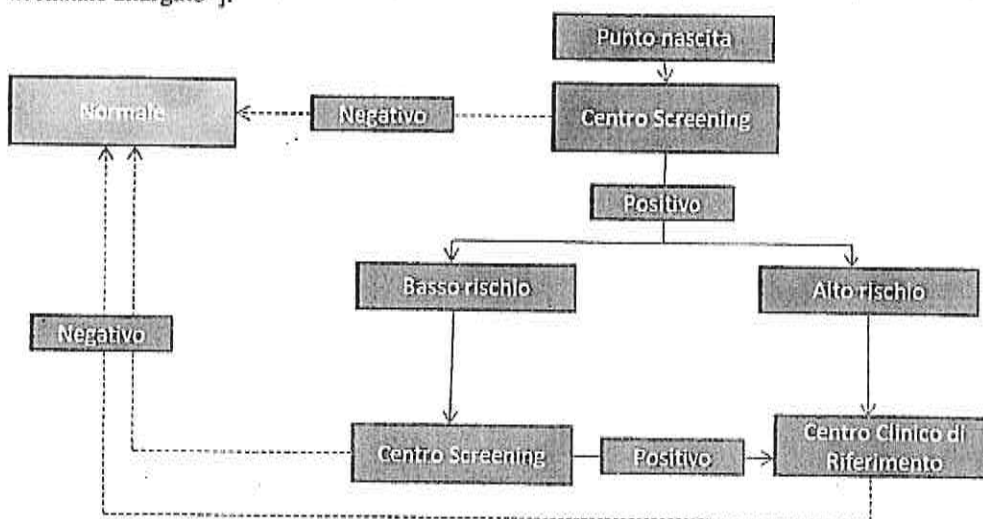 allargato"].
Punto nascita
Normale
Negativo
Centro Screening
Positivo
Basso rischio
Alto rischio
Negativo
Centro Screening
Positivo
Centro Clinico di
Riferimento